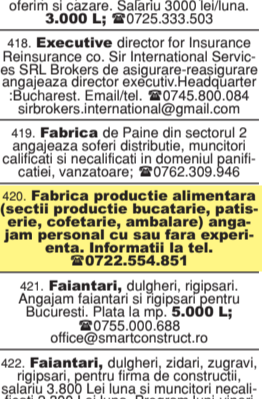 oferim si cazare. Salariu 3000 lei/luna.
3.000 L; ☎0725.333.503
418. Executive director for Insurance
Reinsurance co. Sir International Servic-
es SRL Brokers de asigurare-reasigurare
angajeaza director executiv.Headquarter
:Bucharest. Email/tel. ☎0745.800.084
sirbrokers.international@gmail.com
419. Fabrica de Paine din sectorul 2
angajeaza soferi distributie, muncitori
calificati si necalificati in domeniul panifi-
catiei, vanzatoare; ☎0762.309.946
420. Fabrica productie alimentara
(sectii productie bucatarie, patis-
erie, cofetarie, ambalare) anga-
jam personal cu sau fara experi-
enta. Informatii la tel.
☎0722.554.851
421. Faiantari, dulgheri, rigipsari.
Angajam faiantari si rigipsari pentru
Bucuresti. Plata la mp. 5.000 L;
☎0755.000.688
office@smartconstruct.ro
422. Faiantari, dulgheri, zidari, zugravi,
rigipsari, pentru firma de constructii,
salariu 3.800 Lei luna si muncitori necali-